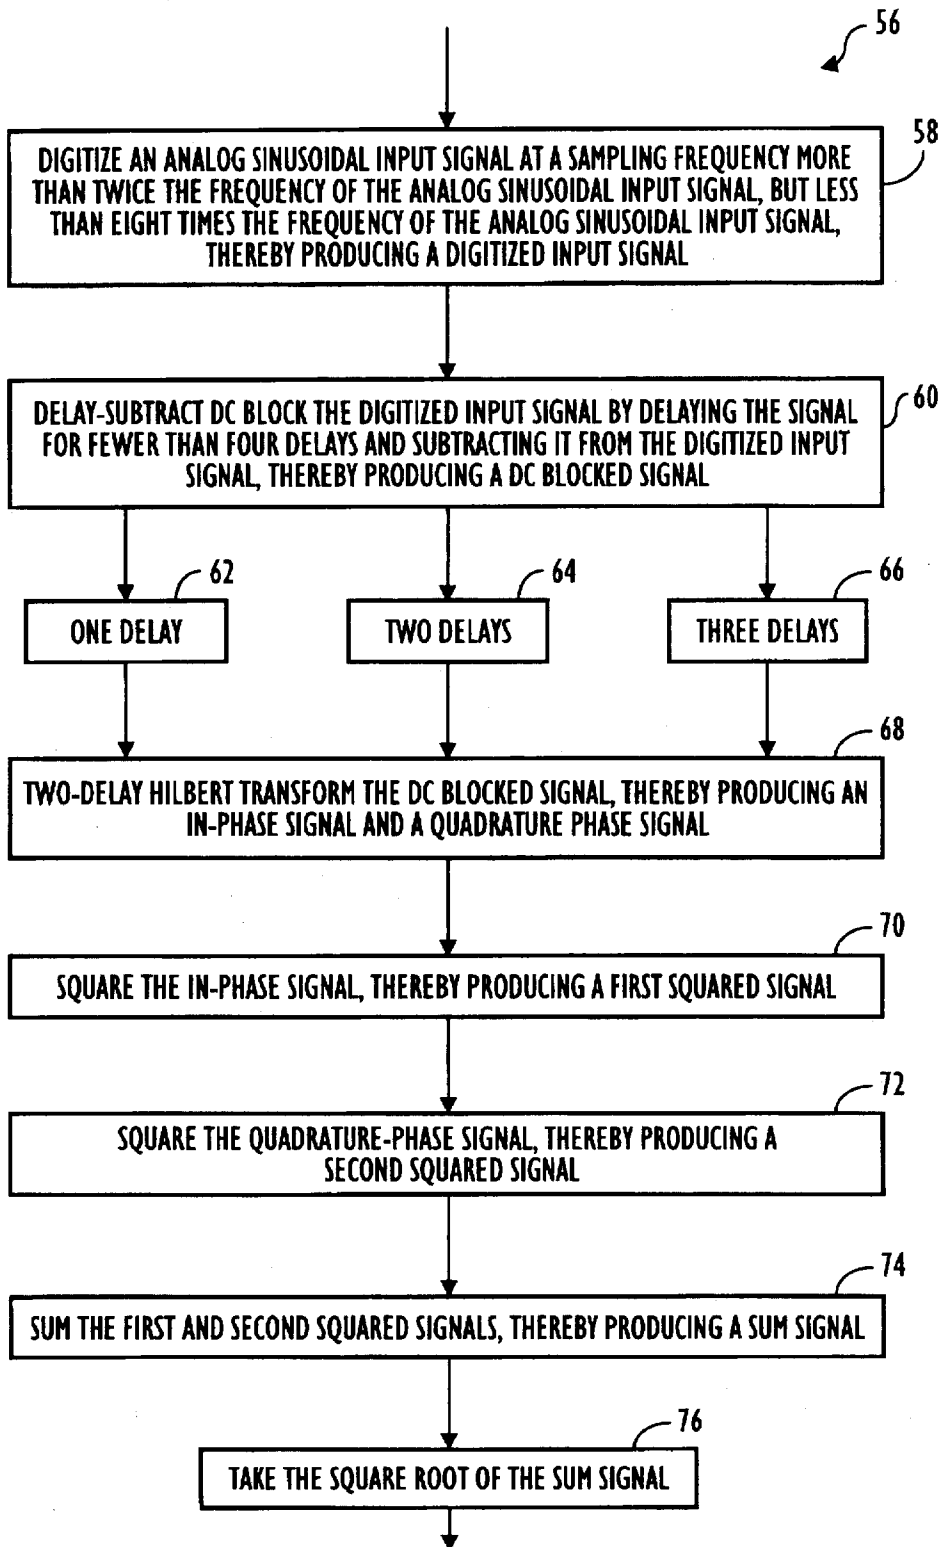 56
58
DIGITIZE AN ANALOG SINUSOIDAL INPUT SIGNAL AT A SAMPLING FREQUENCY MORE
THAN TWICE THE FREQUENCY OF THE ANALOG SINUSOIDAL INPUT SIGNAL, BUT LESS
THAN EIGHT TIMES THE FREQUENCY OF THE ANALOG SINUSOIDAL INPUT SIGNAL,
THEREBY PRODUCING A DIGITIZED INPUT SIGNAL
60
DELAY-SUBTRACT DC BLOCK THE DIGITIZED INPUT SIGNAL BY DELAYING THE SIGNAL
FOR FEWER THAN FOUR DELAYS AND SUBTRACTING IT FROM THE DIGITIZED INPUT
SIGNAL, THEREBY PRODUCING A DC BLOCKED SIGNAL
62
64
66
ONE DELAY
TWO DELAYS
THREE DELAYS
68
TWO-DELAY HILBERT TRANSFORM THE DC BLOCKED SIGNAL, THEREBY PRODUCING AN
IN-PHASE SIGNAL AND A QUADRATURE PHASE SIGNAL
70
SQUARE THE IN-PHASE SIGNAL, THEREBY PRODUCING A FIRST SQUARED SIGNAL
72
SQUARE THE QUADRATURE-PHASE SIGNAL, THEREBY PRODUCING A
SECOND SQUARED SIGNAL
74
SUM THE FIRST AND SECOND SQUARED SIGNALS, THEREBY PRODUCING A SUM SIGNAL
76
TAKE THE SQUARE ROOT OF THE SUM SIGNAL